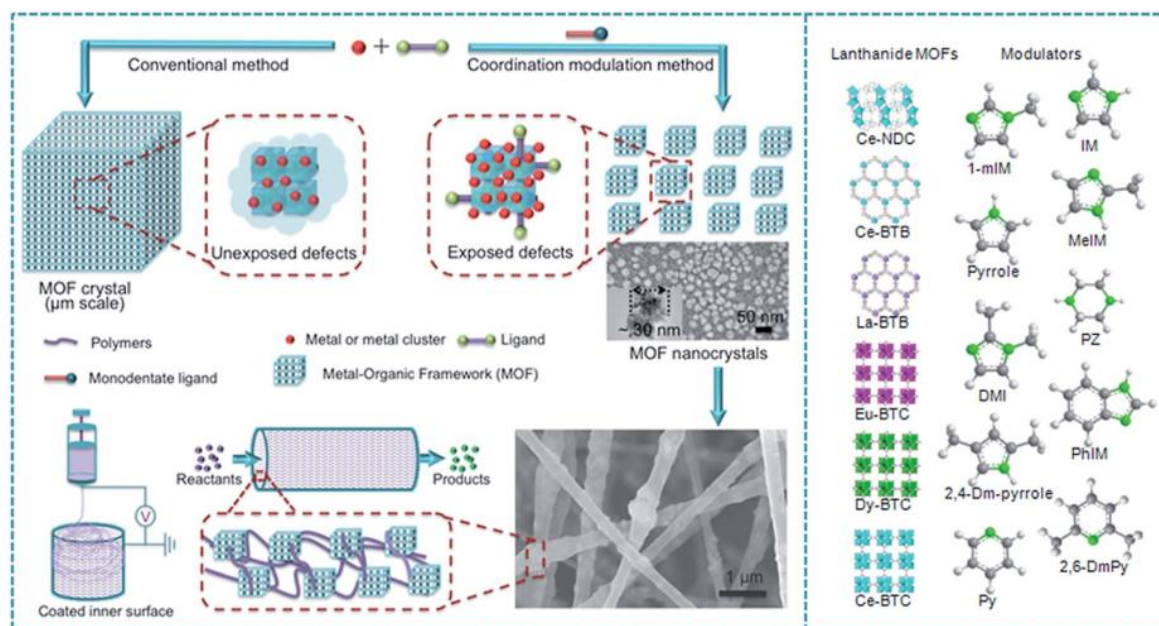 Conventional method
+
Coordination modulation method
Unexposed defects
Exposed defects
MOF crystal
(μm scale)
~ 30 nm
50 nm
MOF nanocrystals
Polymers
Metal or metal cluster
Ligand
Monodentate ligand
Metal-Organic Framework (MOF)
Reactants
Products
V
Coated inner surface
1 μm
Lanthanide MOFs
Modulators
Ce-NDC
Ce-BTB
La-BTB
Eu-BTC
Dy-BTC
Ce-BTC
1-mIM
IM
Pyrrole
MeIM
DMI
PZ
2,4-Dm-pyrrole
PhIM
Py
2,6-DmPy